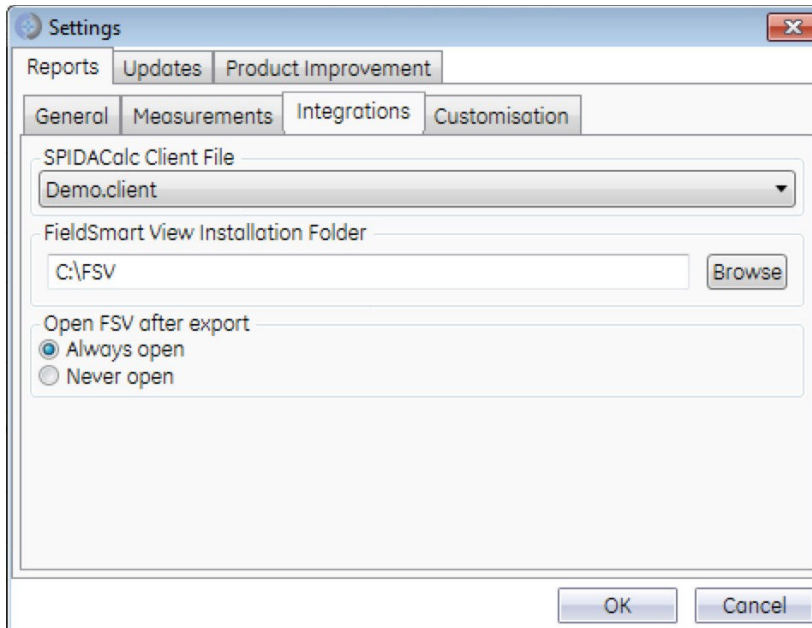 Settings
Reports Updates Product Improvement
General Measurements Integrations Customisation
SPIDACalc Client File
Demo.client
FieldSmart View Installation Folder
C:\FSV Browse
Open FSV after export
Always open
Never open
OK Cancel